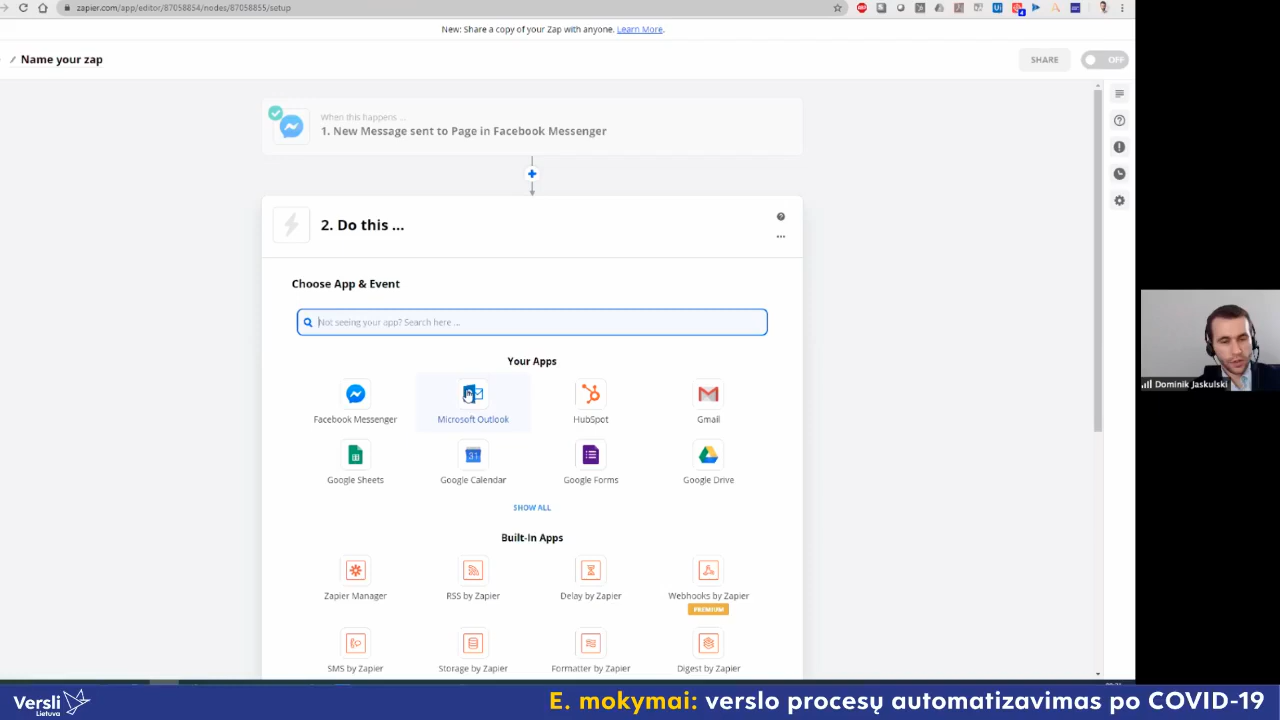 zapier.com/app/editor/87058854/nodes/87058855/setup
New: Share a copy of your Zap with anyone. Learn More.
Name your zap
SHARE
OFF
When this happens ...
1. New Message sent to Page in Facebook Messenger
2. Do this ...
Choose App & Event
Not seeing your app? Search here ...
Your Apps
Facebook Messenger
Microsoft Outlook
HubSpot
Gmail
31
Google Sheets
Google Calendar
Google Forms
Google Drive
SHOW ALL
Built-In Apps
Zapier Manager
RSS by Zapier
Delay by Zapier
Webhooks by Zapier
PREMIUM
SMS by Zapier
Storage by Zapier
Formatter by Zapier
Digest by Zapier
Dominik Jaskulski
Versli
Lietuva
E. mokymai: verslo procesų automatizavimas po COVID-19